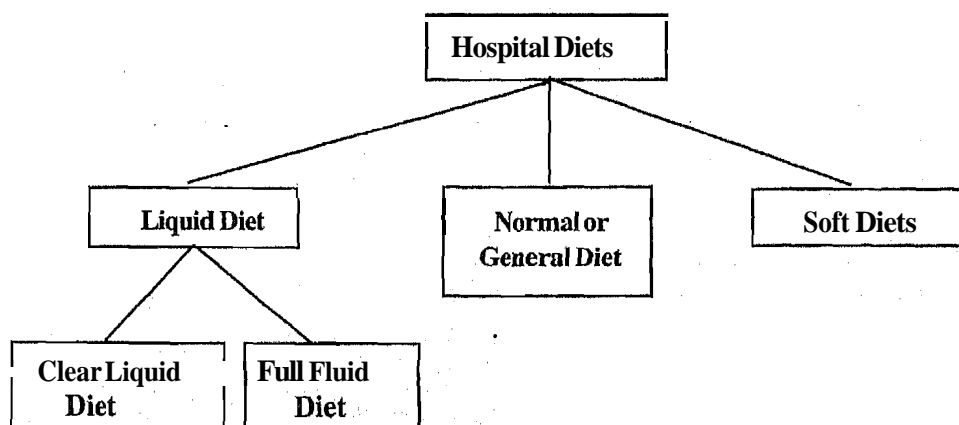 Hospital Diets
Liquid Diet
Normal or
General Diet
Soft Diets
Clear Liquid
Diet
Full Fluid
Diet